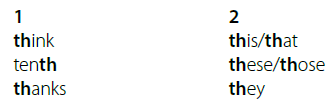 1 2
think this/that
tenth these/those
thanks they